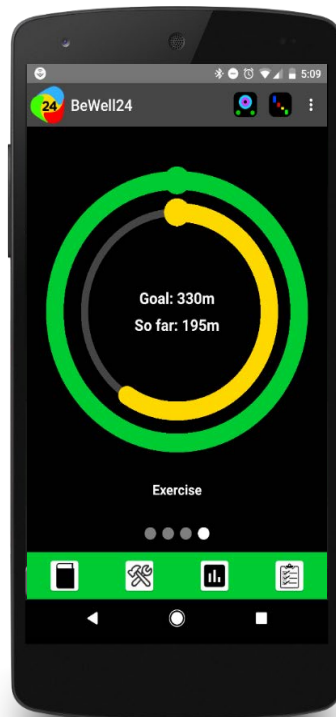 5:09
24 BeWell24
Goal: 330m
So far: 195m
Exercise